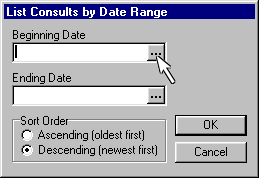 List Consults by Date Range
Beginning Date
...
Ending Date
...
Sort Order
Ascending (oldest first)
Descending (newest first)
OK
Cancel